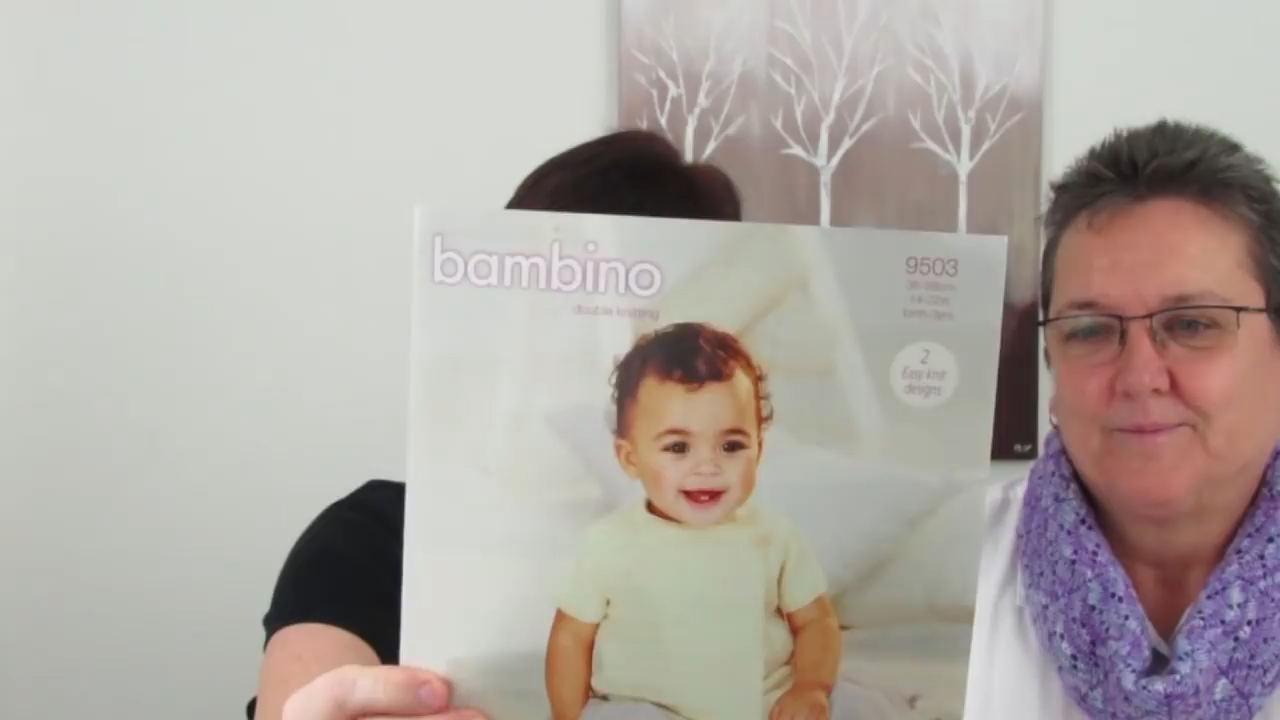 bambino
double knitting
9503
2
Easy knit
designs